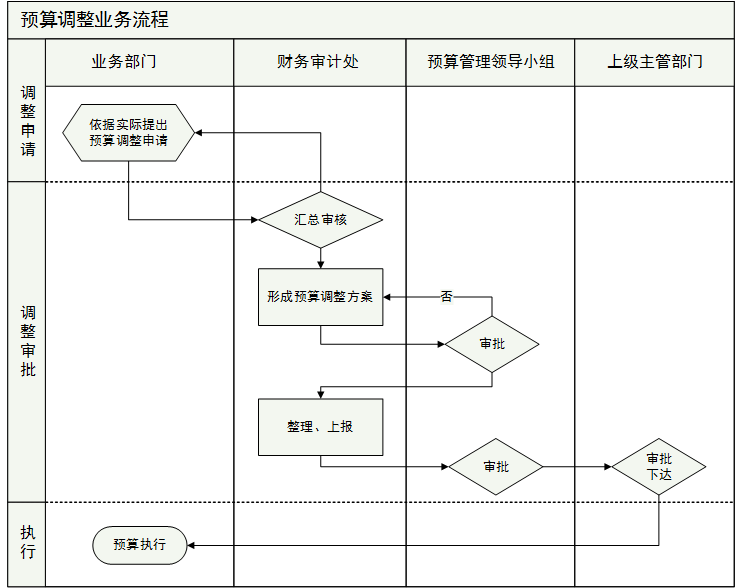 预算调整业务流程
业务部门
财务审计处
预算管理领导小组
上级主管部门
调
整
申
请
依据实际提出
预算调整申请
调
整
审
批
汇总审核
形成预算调整方案
否
审批
整理、上报
审批
审批
下达
执
行
预算执行